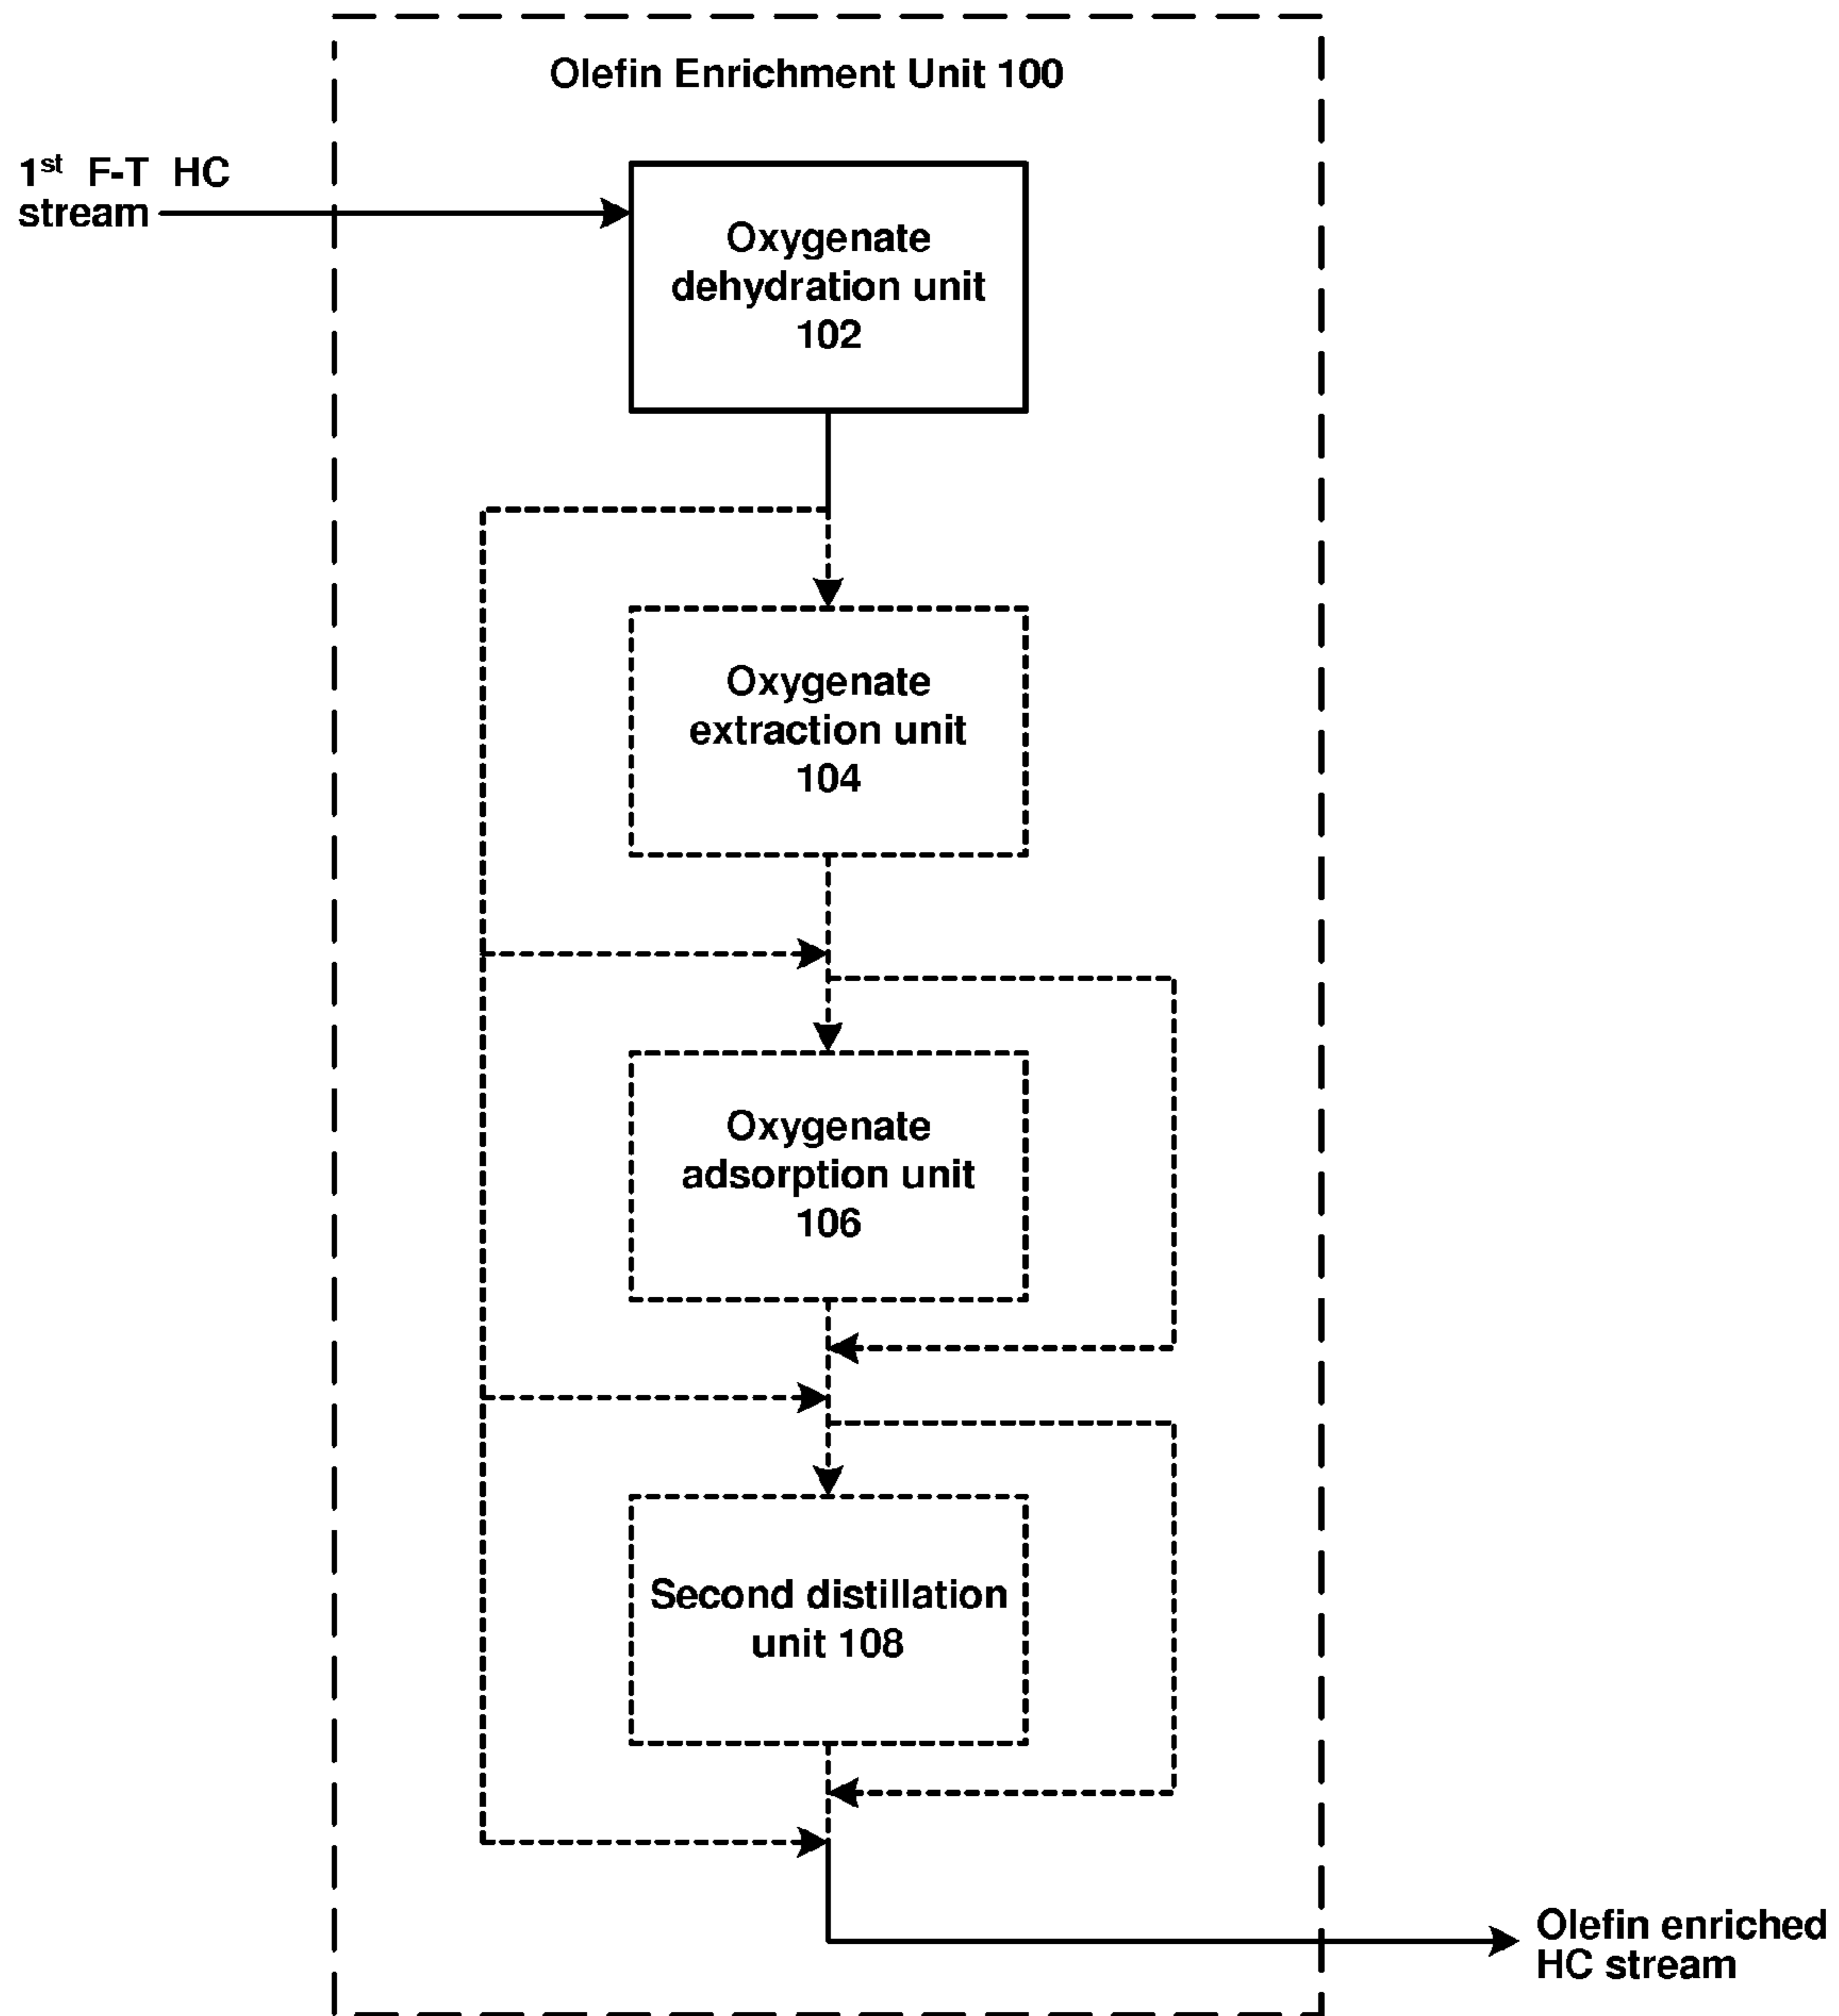 Olefin Enrichment Unit 100
1st F-T HC
stream
Oxygenate
dehydration unit
102
Oxygenate
extraction unit
104
Oxygenate
adsorption unit
106
Second distillation
unit 108
Olefin enriched
HC stream